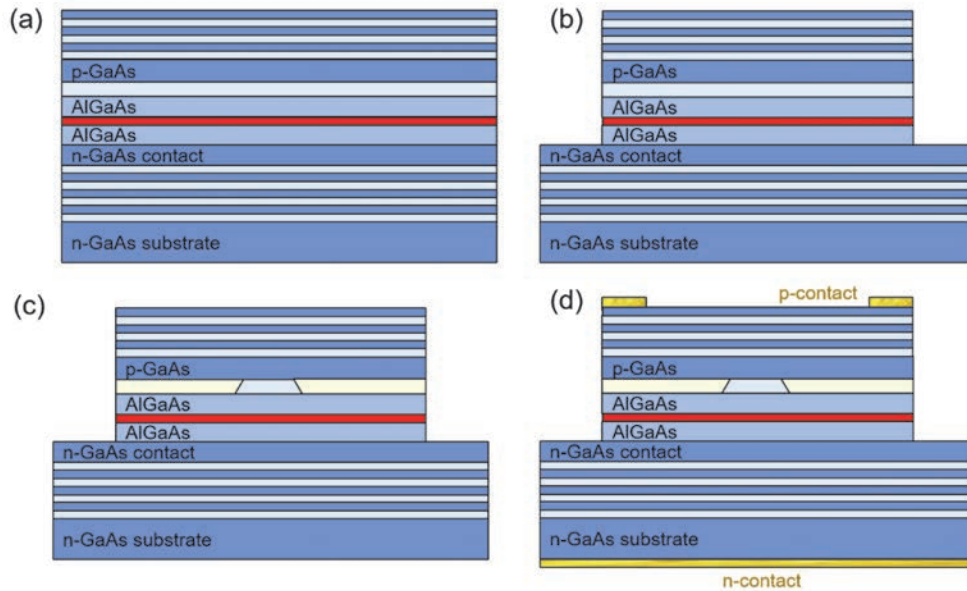 (a)
p-GaAs
AlGaAs
AlGaAs
n-GaAs contact
n-GaAs substrate
(b)
p-GaAs
AlGaAs
AlGaAs
n-GaAs contact
n-GaAs substrate
(c)
p-GaAs
AlGaAs
AlGaAs
n-GaAs contact
n-GaAs substrate
(d)
p-contact
p-GaAs
AlGaAs
AlGaAs
n-GaAs contact
n-GaAs substrate
n-contact